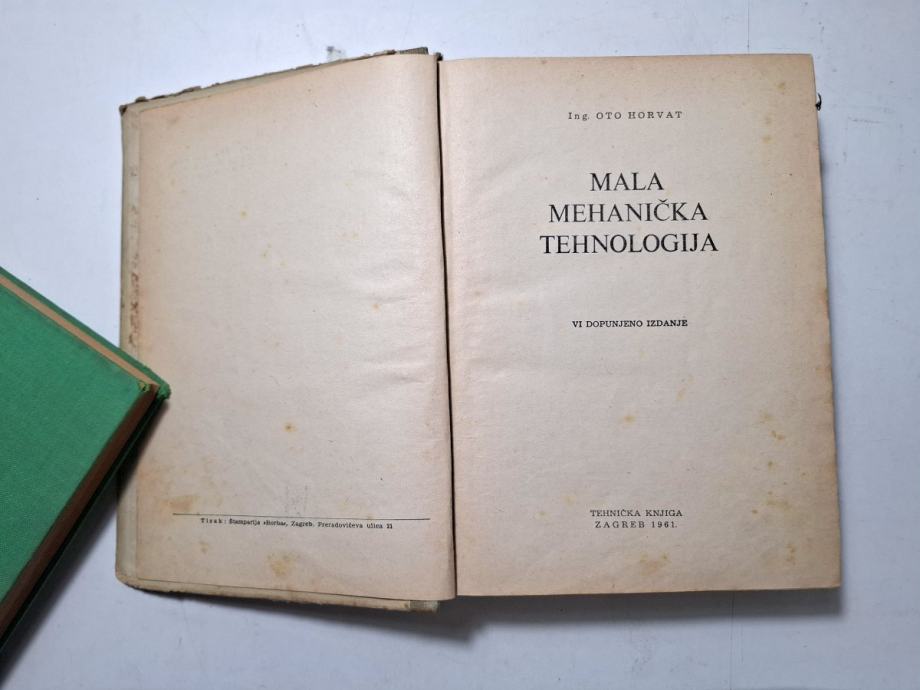 Tisak: Štamparija »Borba«, Zagreb. Preradovićeva ulica 21
Ing. OTO HORVAT
MALA
MEHANIČKA
TEHNOLOGIJA
VI DOPUNJENO IZDANJE
TEHNIČKA KNJIGA
ZAGREB 1961.